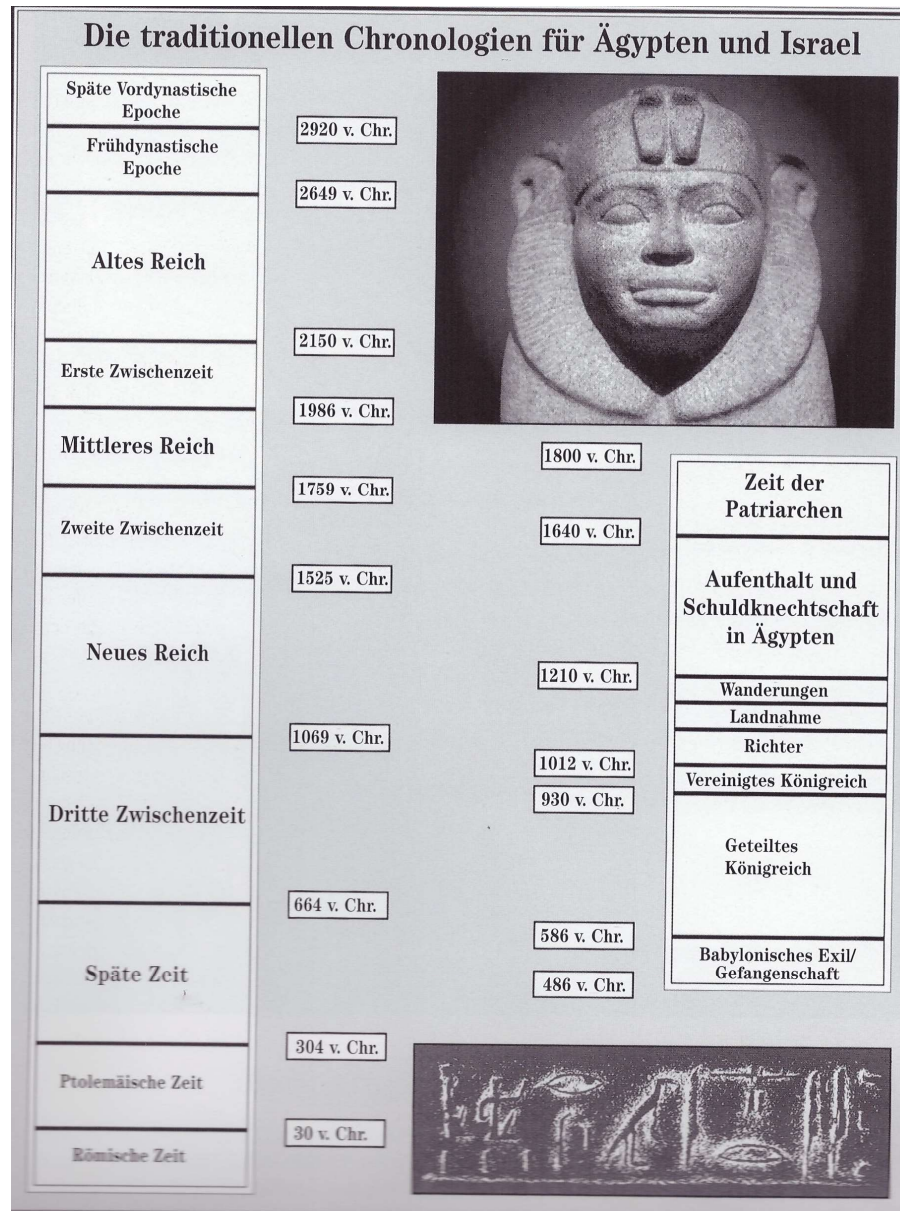 Die traditionellen Chronologien für Ägypten und Israel
Späte Vordynastische
Epoche
2920 v. Chr.
Frühdynastische
Epoche
2649 v. Chr.
Altes Reich
2150 v. Chr.
Erste Zwischenzeit
1986 v. Chr.
Mittleres Reich
1759 v. Chr.
Zweite Zwischenzeit
1525 v. Chr.
Neues Reich
1069 v. Chr.
Dritte Zwischenzeit
664 v. Chr.
Späte Zeit
304 v. Chr.
Ptolemäische Zeit
30 v. Chr.
Römische Zeit
1800 v. Chr.
Zeit der
Patriarchen
1640 v. Chr.
Aufenthalt und
Schuldknechtschaft
in Ägypten
1210 v. Chr.
Wanderungen
Landnahme
Richter
1012 v. Chr.
Vereinigtes Königreich
930 v. Chr.
Geteiltes
Königreich
586 v. Chr.
Babylonisches Exil/
Gefangenschaft
486 v. Chr.